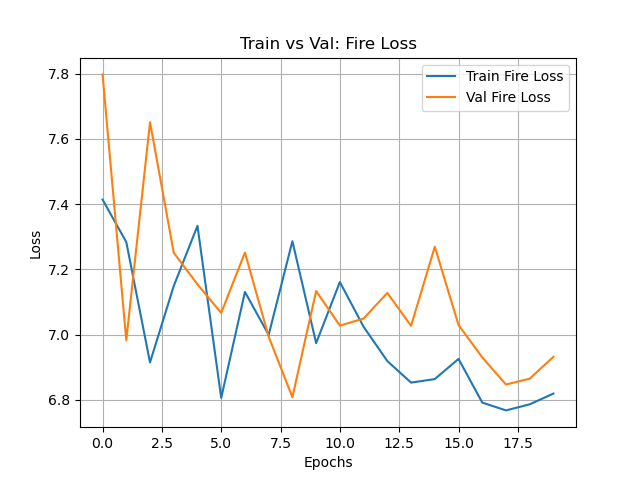 Train vs Val: Fire Loss
Train Fire Loss
Val Fire Loss
7.8
7.6
7.4
7.2
7.0
6.8
Loss
0.0 2.5 5.0 7.5 10.0 12.5 15.0 17.5
Epochs